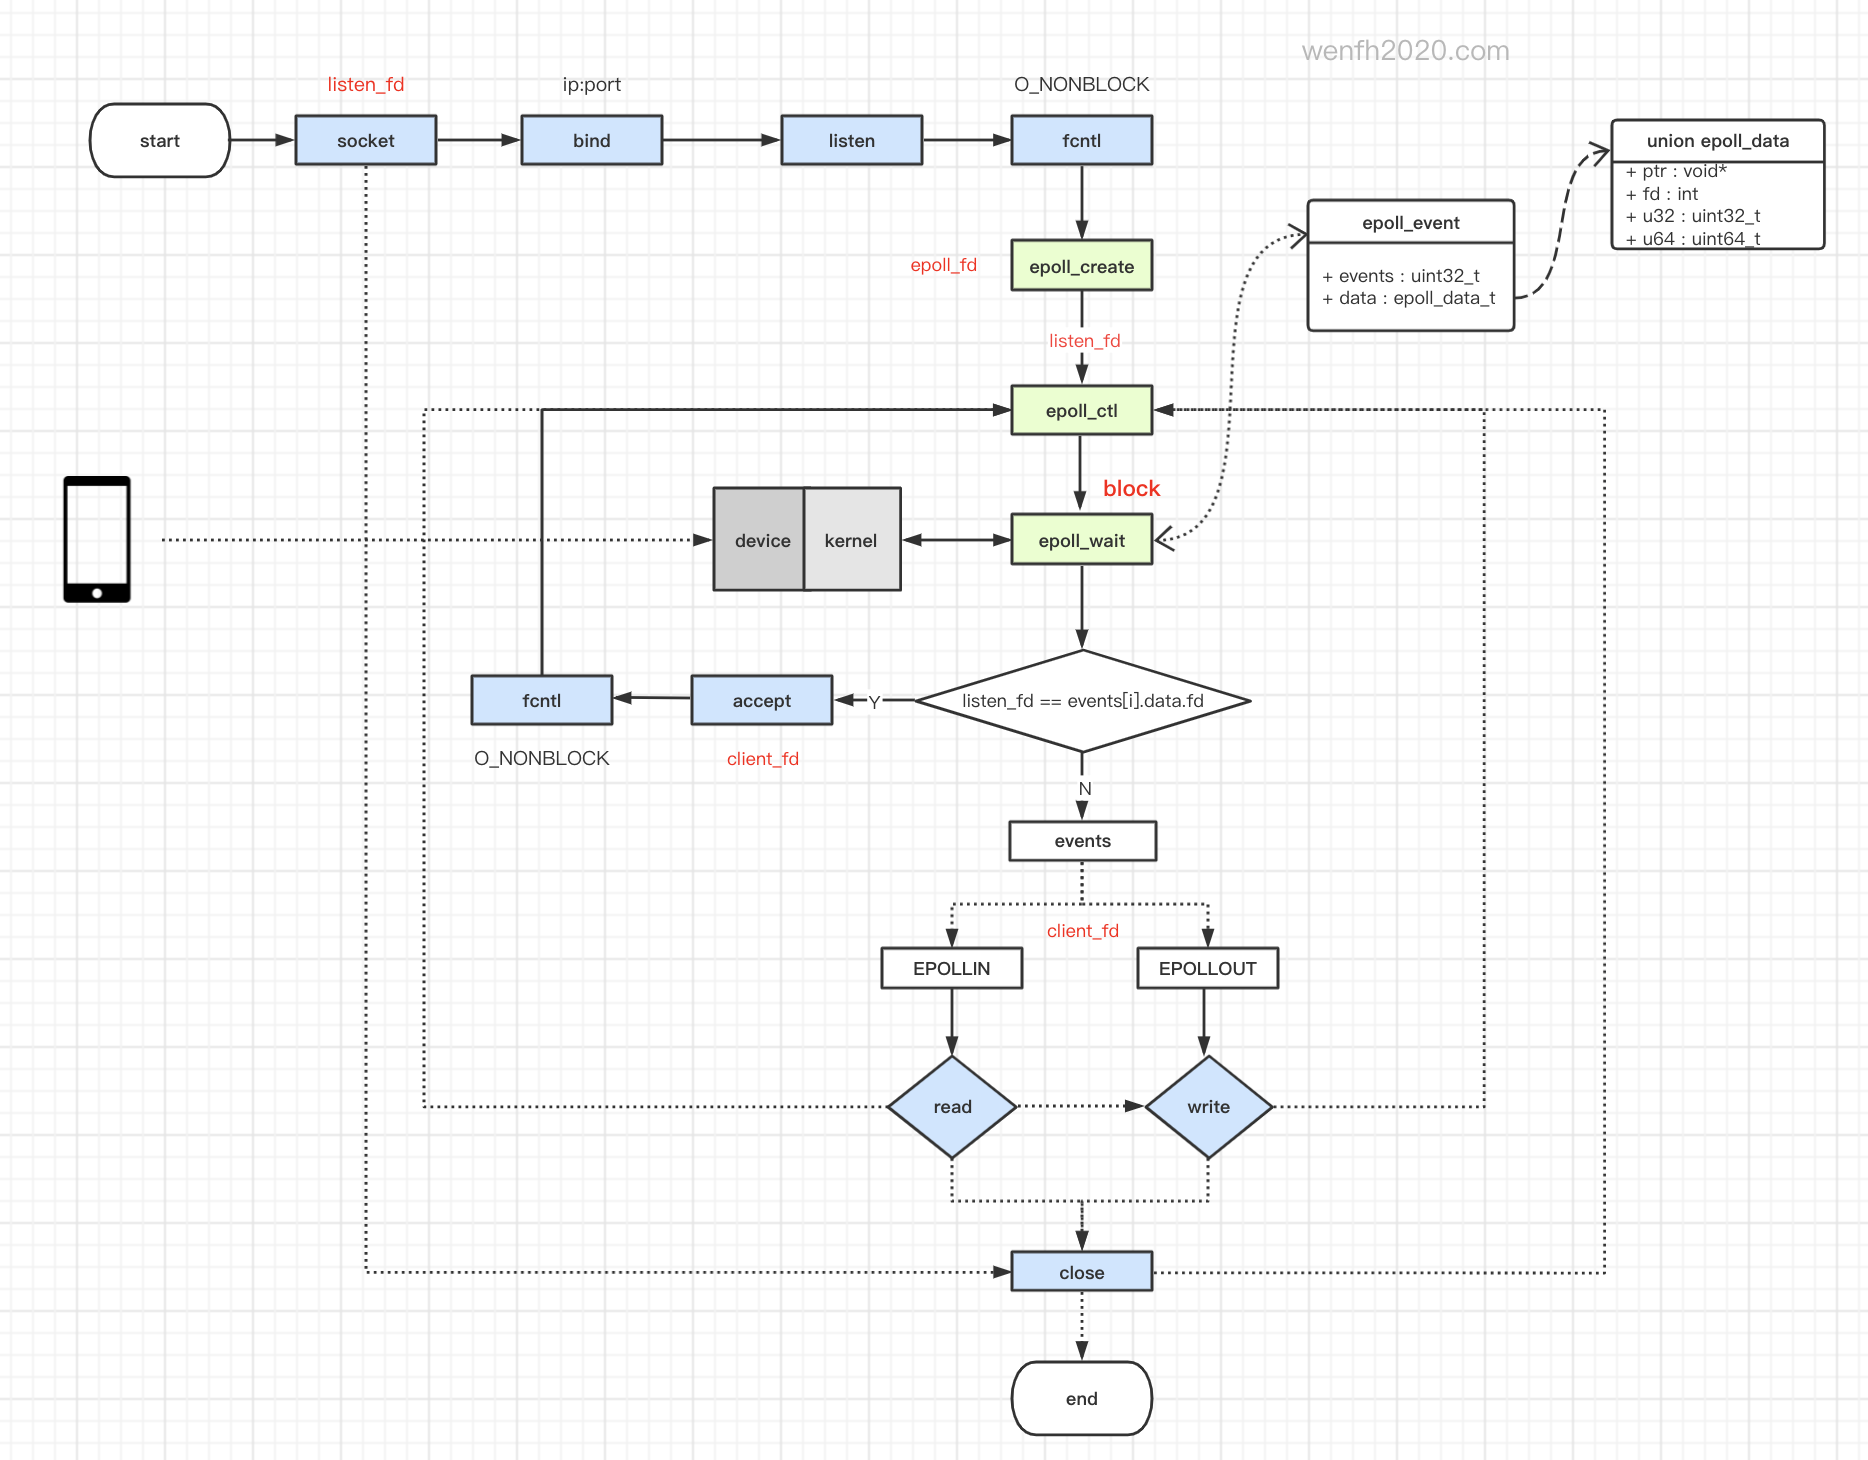 wenfh2020.com
listen_fd
ip:port
O_NONBLOCK
start
socket
bind
listen
fcntl
union epoll_data
+ ptr : void*
+ fd : int
+ u32 : uint32_t
+ u64 : uint64_t
epoll_event
+ events : uint32_t
+ data : epoll_data_t
epoll_fd
epoll_create
listen_fd
epoll_ctl
block
device
kernel
epoll_wait
fcntl
accept
Y
listen_fd == events[i].data.fd
O_NONBLOCK
client_fd
N
events
client_fd
EPOLLIN
EPOLLOUT
read
write
close
end